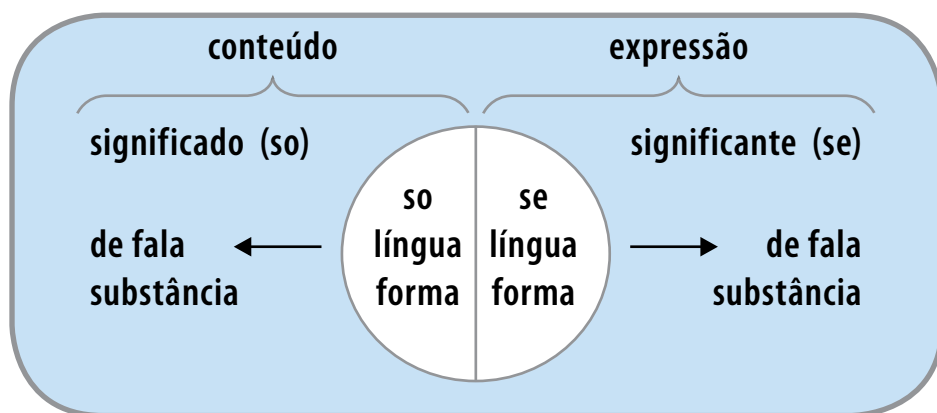 conteúdo expressão
significado (so) significante (se)
so se
de fala língua língua de fala
substância forma forma substância